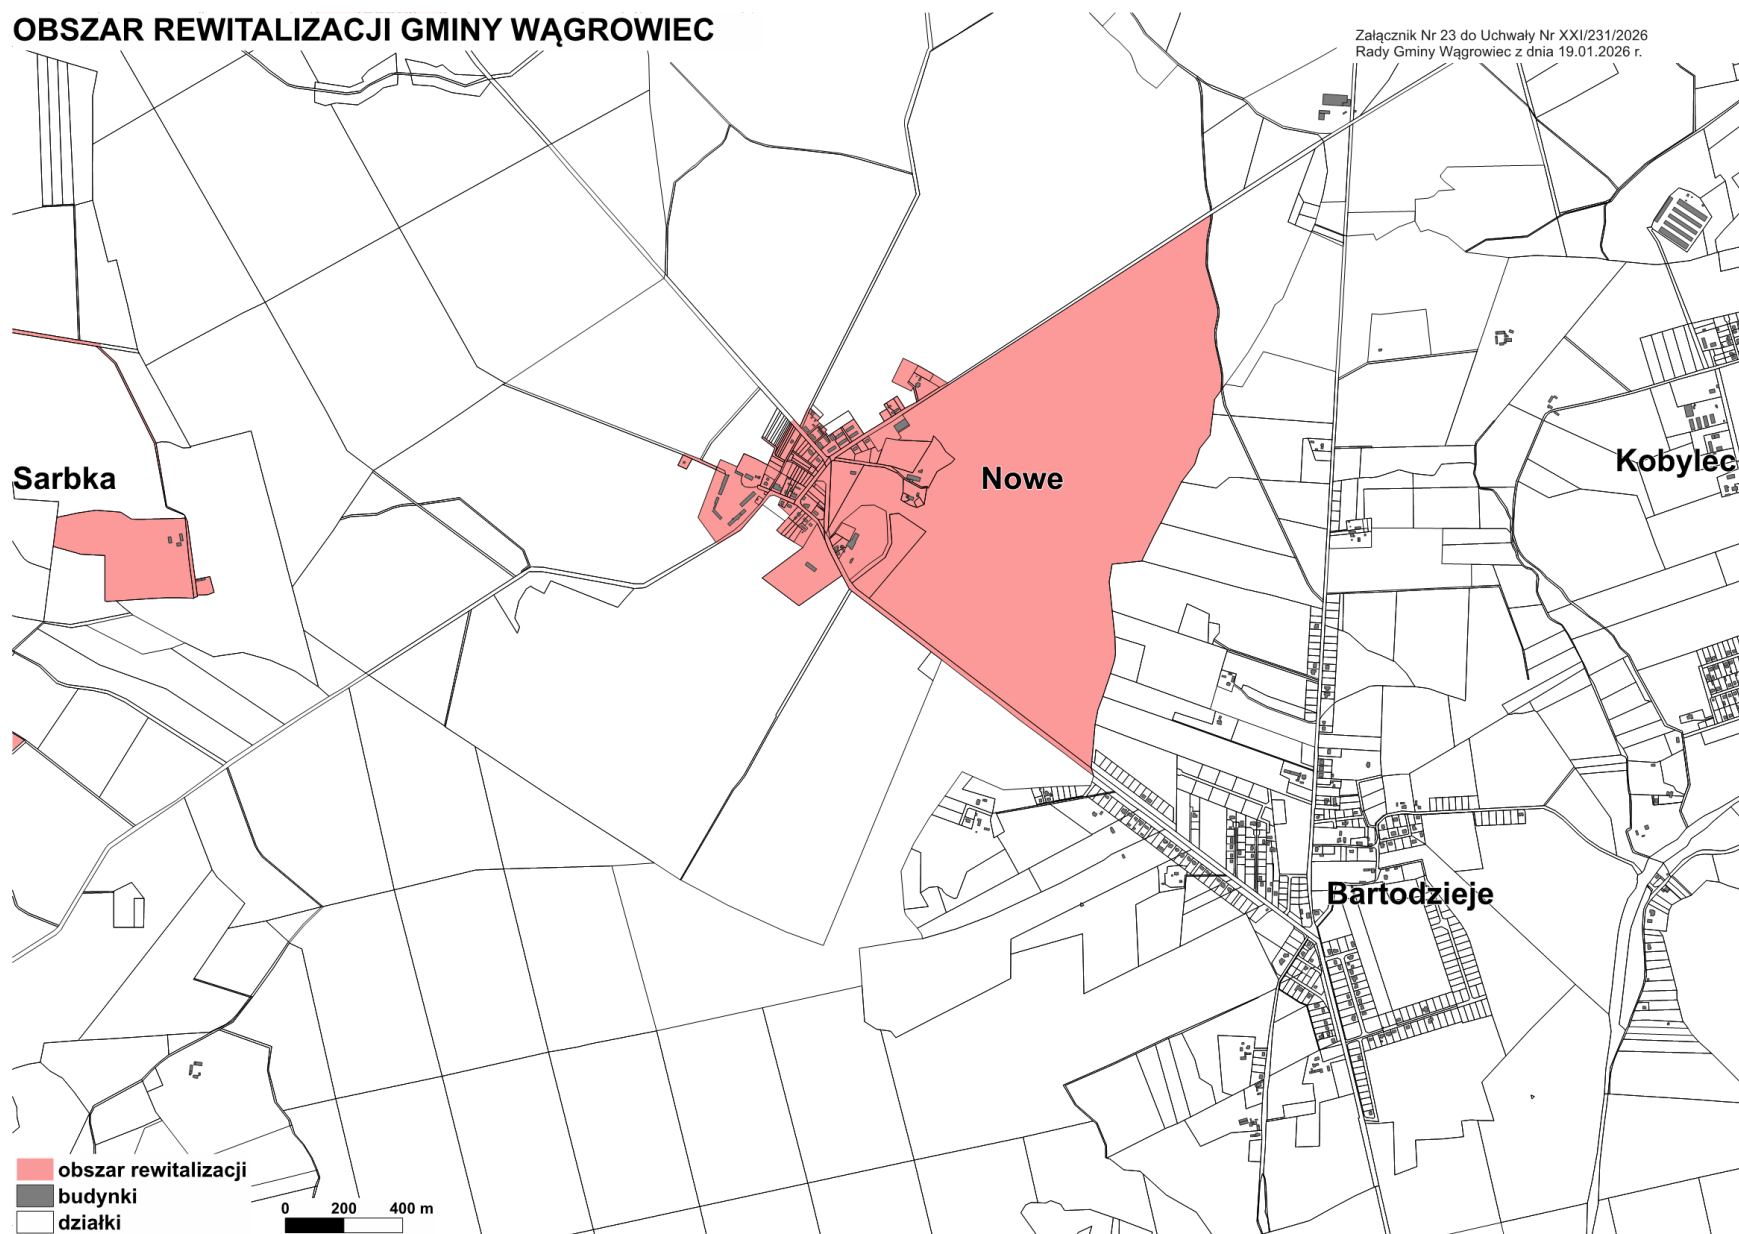 OBSZAR REWITALIZACJI GMINY WĄGROWIEC
Załącznik Nr 23 do Uchwały Nr XXI/231/2026
Rady Gminy Wągrowiec z dnia 19.01.2026 r.
Kobylec
Sarbka
Nowe
Bartodzieje
obszar rewitalizacji
budynki
działki
0 200 400 m